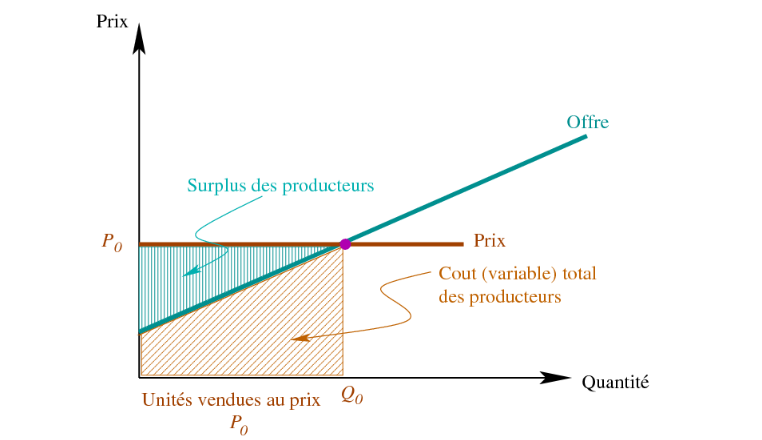 Prix
Offre
Surplus des producteurs
P0
Prix
Cout (variable) total
des producteurs
Quantité
Unités vendues au prix
P0
Q0